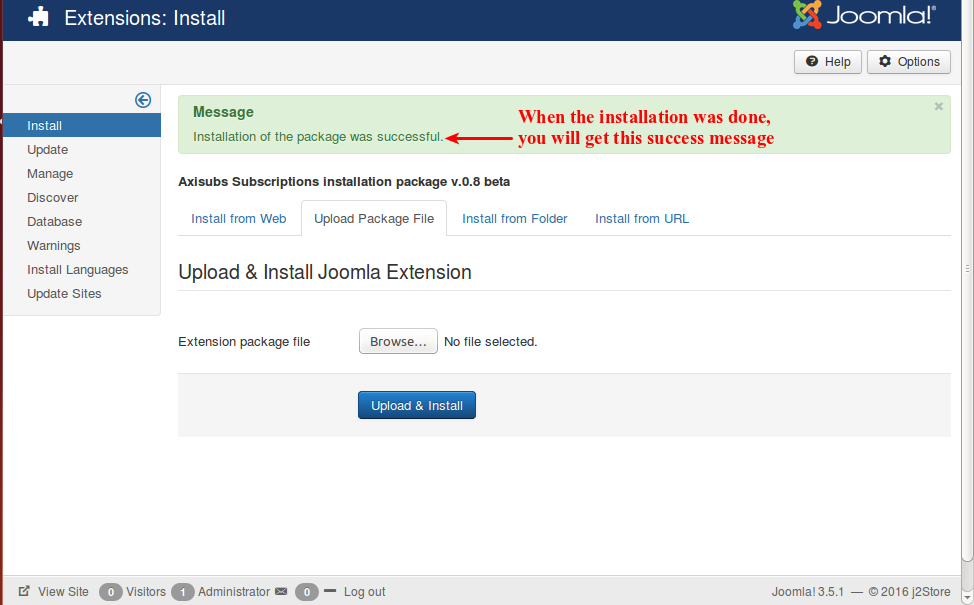 Extensions: Install
Joomla!®
Help
Options
Install
Update
Manage
Discover
Database
Warnings
Install Languages
Update Sites
Message
×
Installation of the package was successful.
When the installation was done,
you will get this success message
Axisubs Subscriptions installation package v.0.8 beta
Install from Web
Upload Package File
Install from Folder
Install from URL
Upload & Install Joomla Extension
Extension package file
Browse...
No file selected.
Upload & Install
View Site
0 Visitors
1 Administrator
0
Log out
Joomla! 3.5.1 — © 2016 j2Store